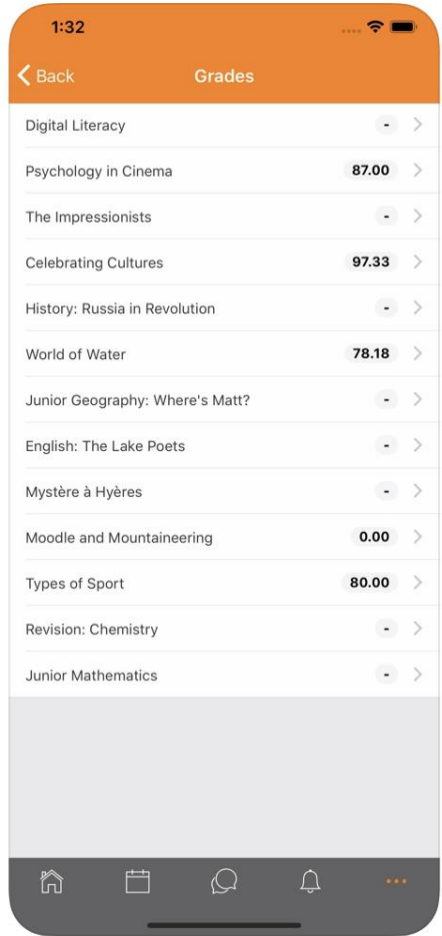 1:32
Back Grades
Digital Literacy -
Psychology in Cinema 87.00
The Impressionists -
Celebrating Cultures 97.33
History: Russia in Revolution -
World of Water 78.18
Junior Geography: Where's Matt? -
English: The Lake Poets -
Mystère à Hyères -
Moodle and Mountaineering 0.00
Types of Sport 80.00
Revision: Chemistry -
Junior Mathematics -